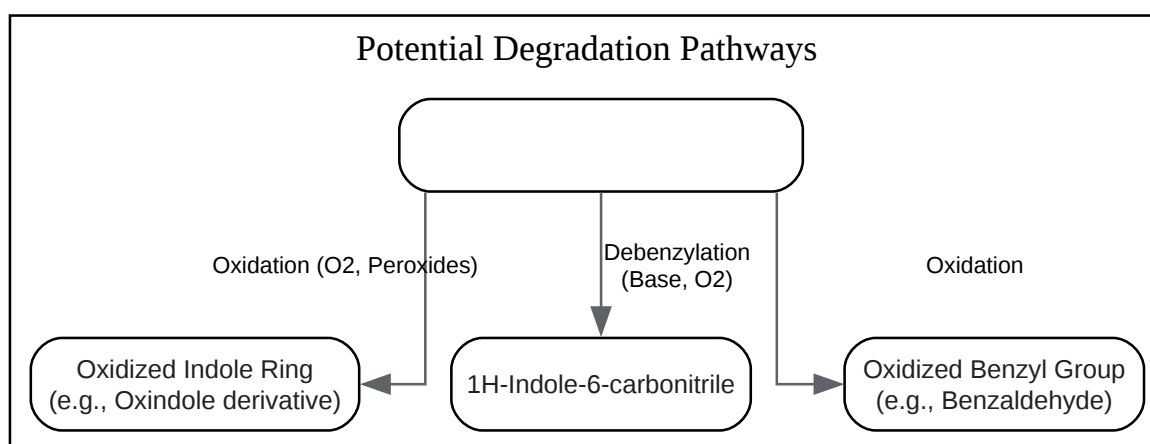 Potential Degradation Pathways
Oxidation (O2, Peroxides)
Debenzylation
(Base, O2)
Oxidation
Oxidized Indole Ring
(e.g., Oxindole derivative)
1H-Indole-6-carbonitrile
Oxidized Benzyl Group
(e.g., Benzaldehyde)